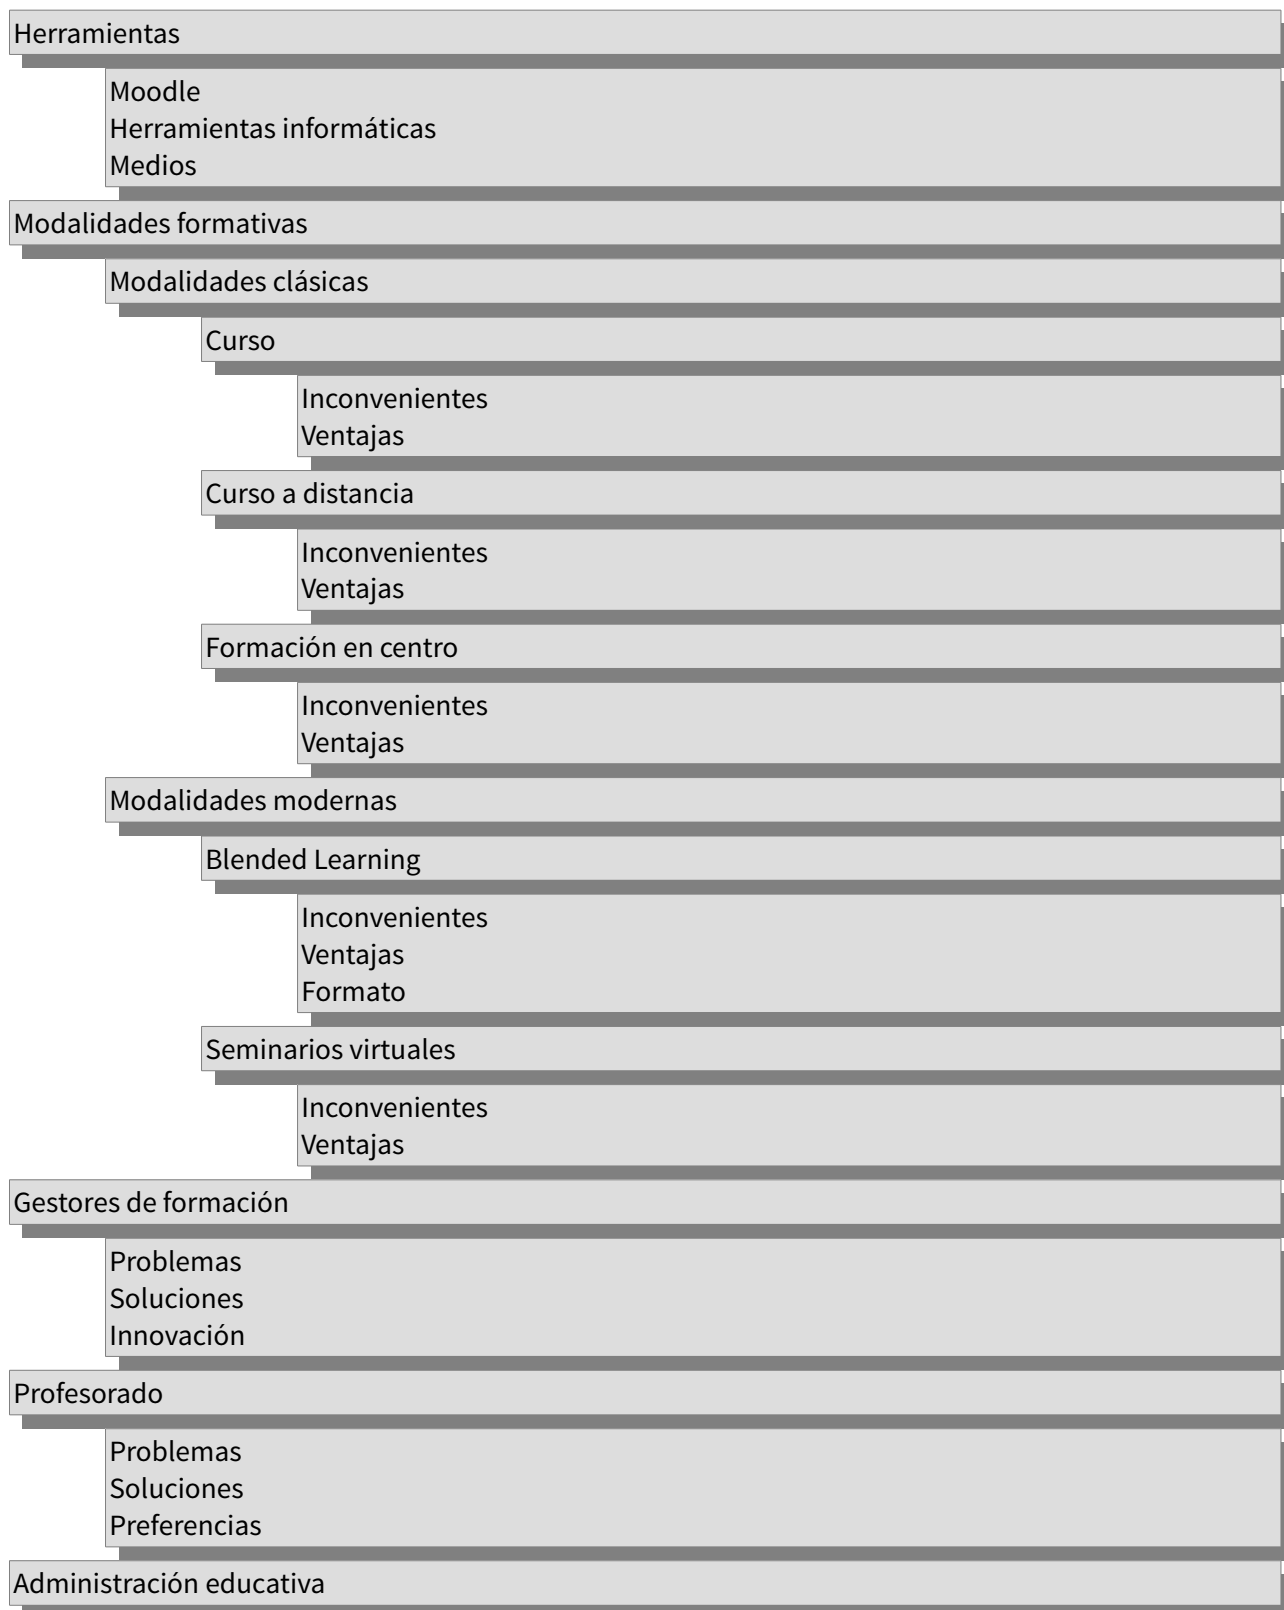 Herramientas
Moodle
Herramientas informáticas
Medios
Modalidades formativas
Modalidades clásicas
Curso
Inconvenientes
Ventajas
Curso a distancia
Inconvenientes
Ventajas
Formación en centro
Inconvenientes
Ventajas
Modalidades modernas
Blended Learning
Inconvenientes
Ventajas
Formato
Seminarios virtuales
Inconvenientes
Ventajas
Gestores de formación
Problemas
Soluciones
Innovación
Profesorado
Problemas
Soluciones
Preferencias
Administración educativa